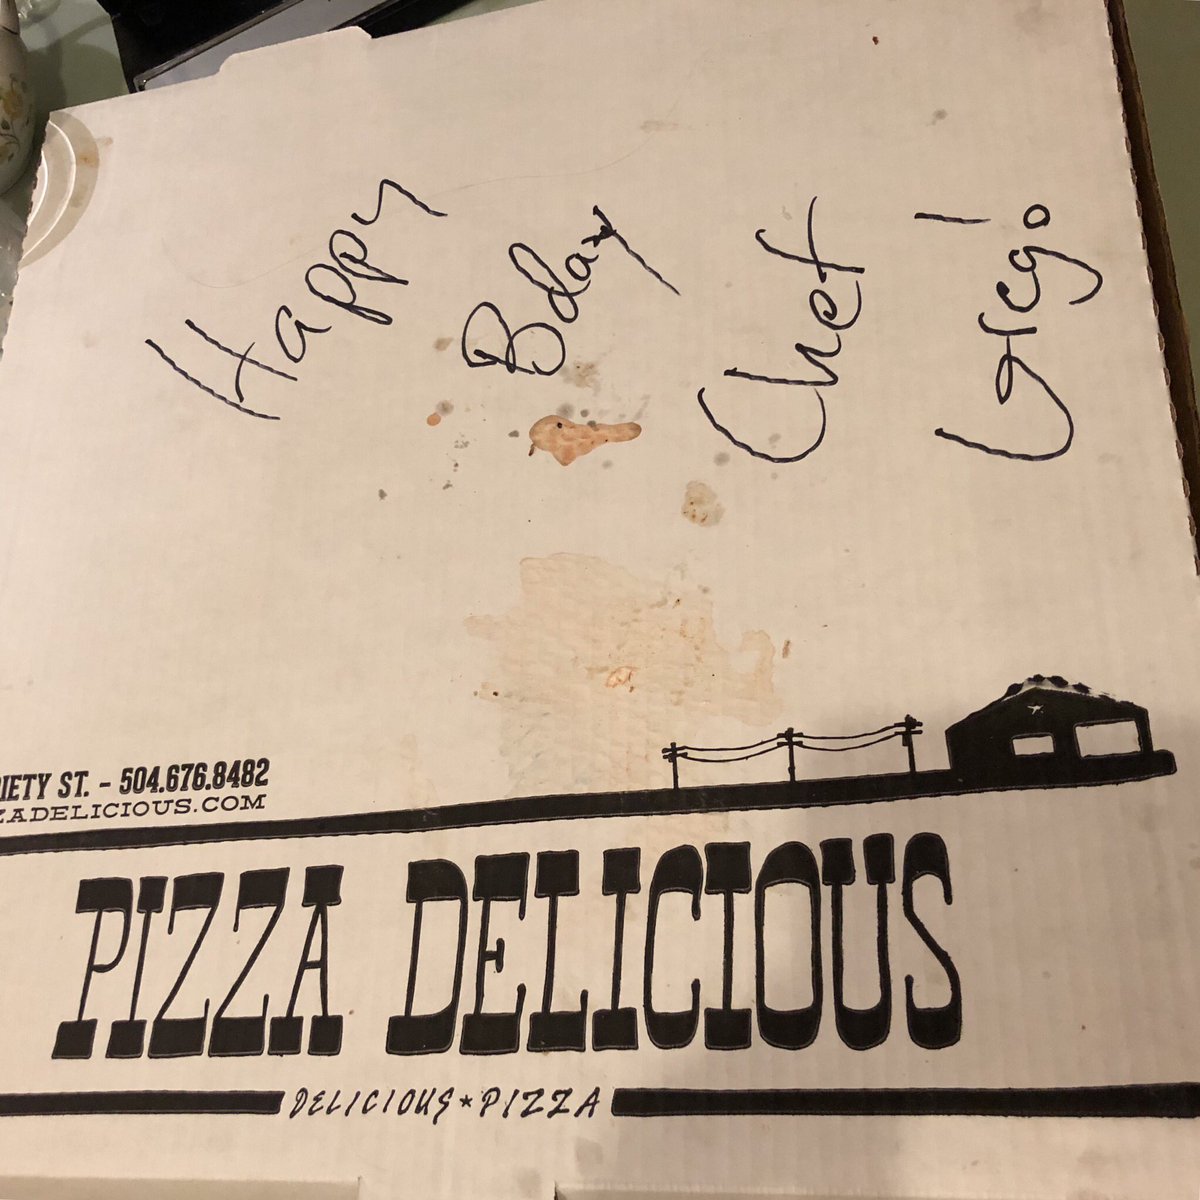 Happy
Bday
Chef
Greg!
IETY ST. - 504.676.8482
ZADELICIOUS.COM
PIZZA DELICIOUS
DELICIOUS★PIZZA